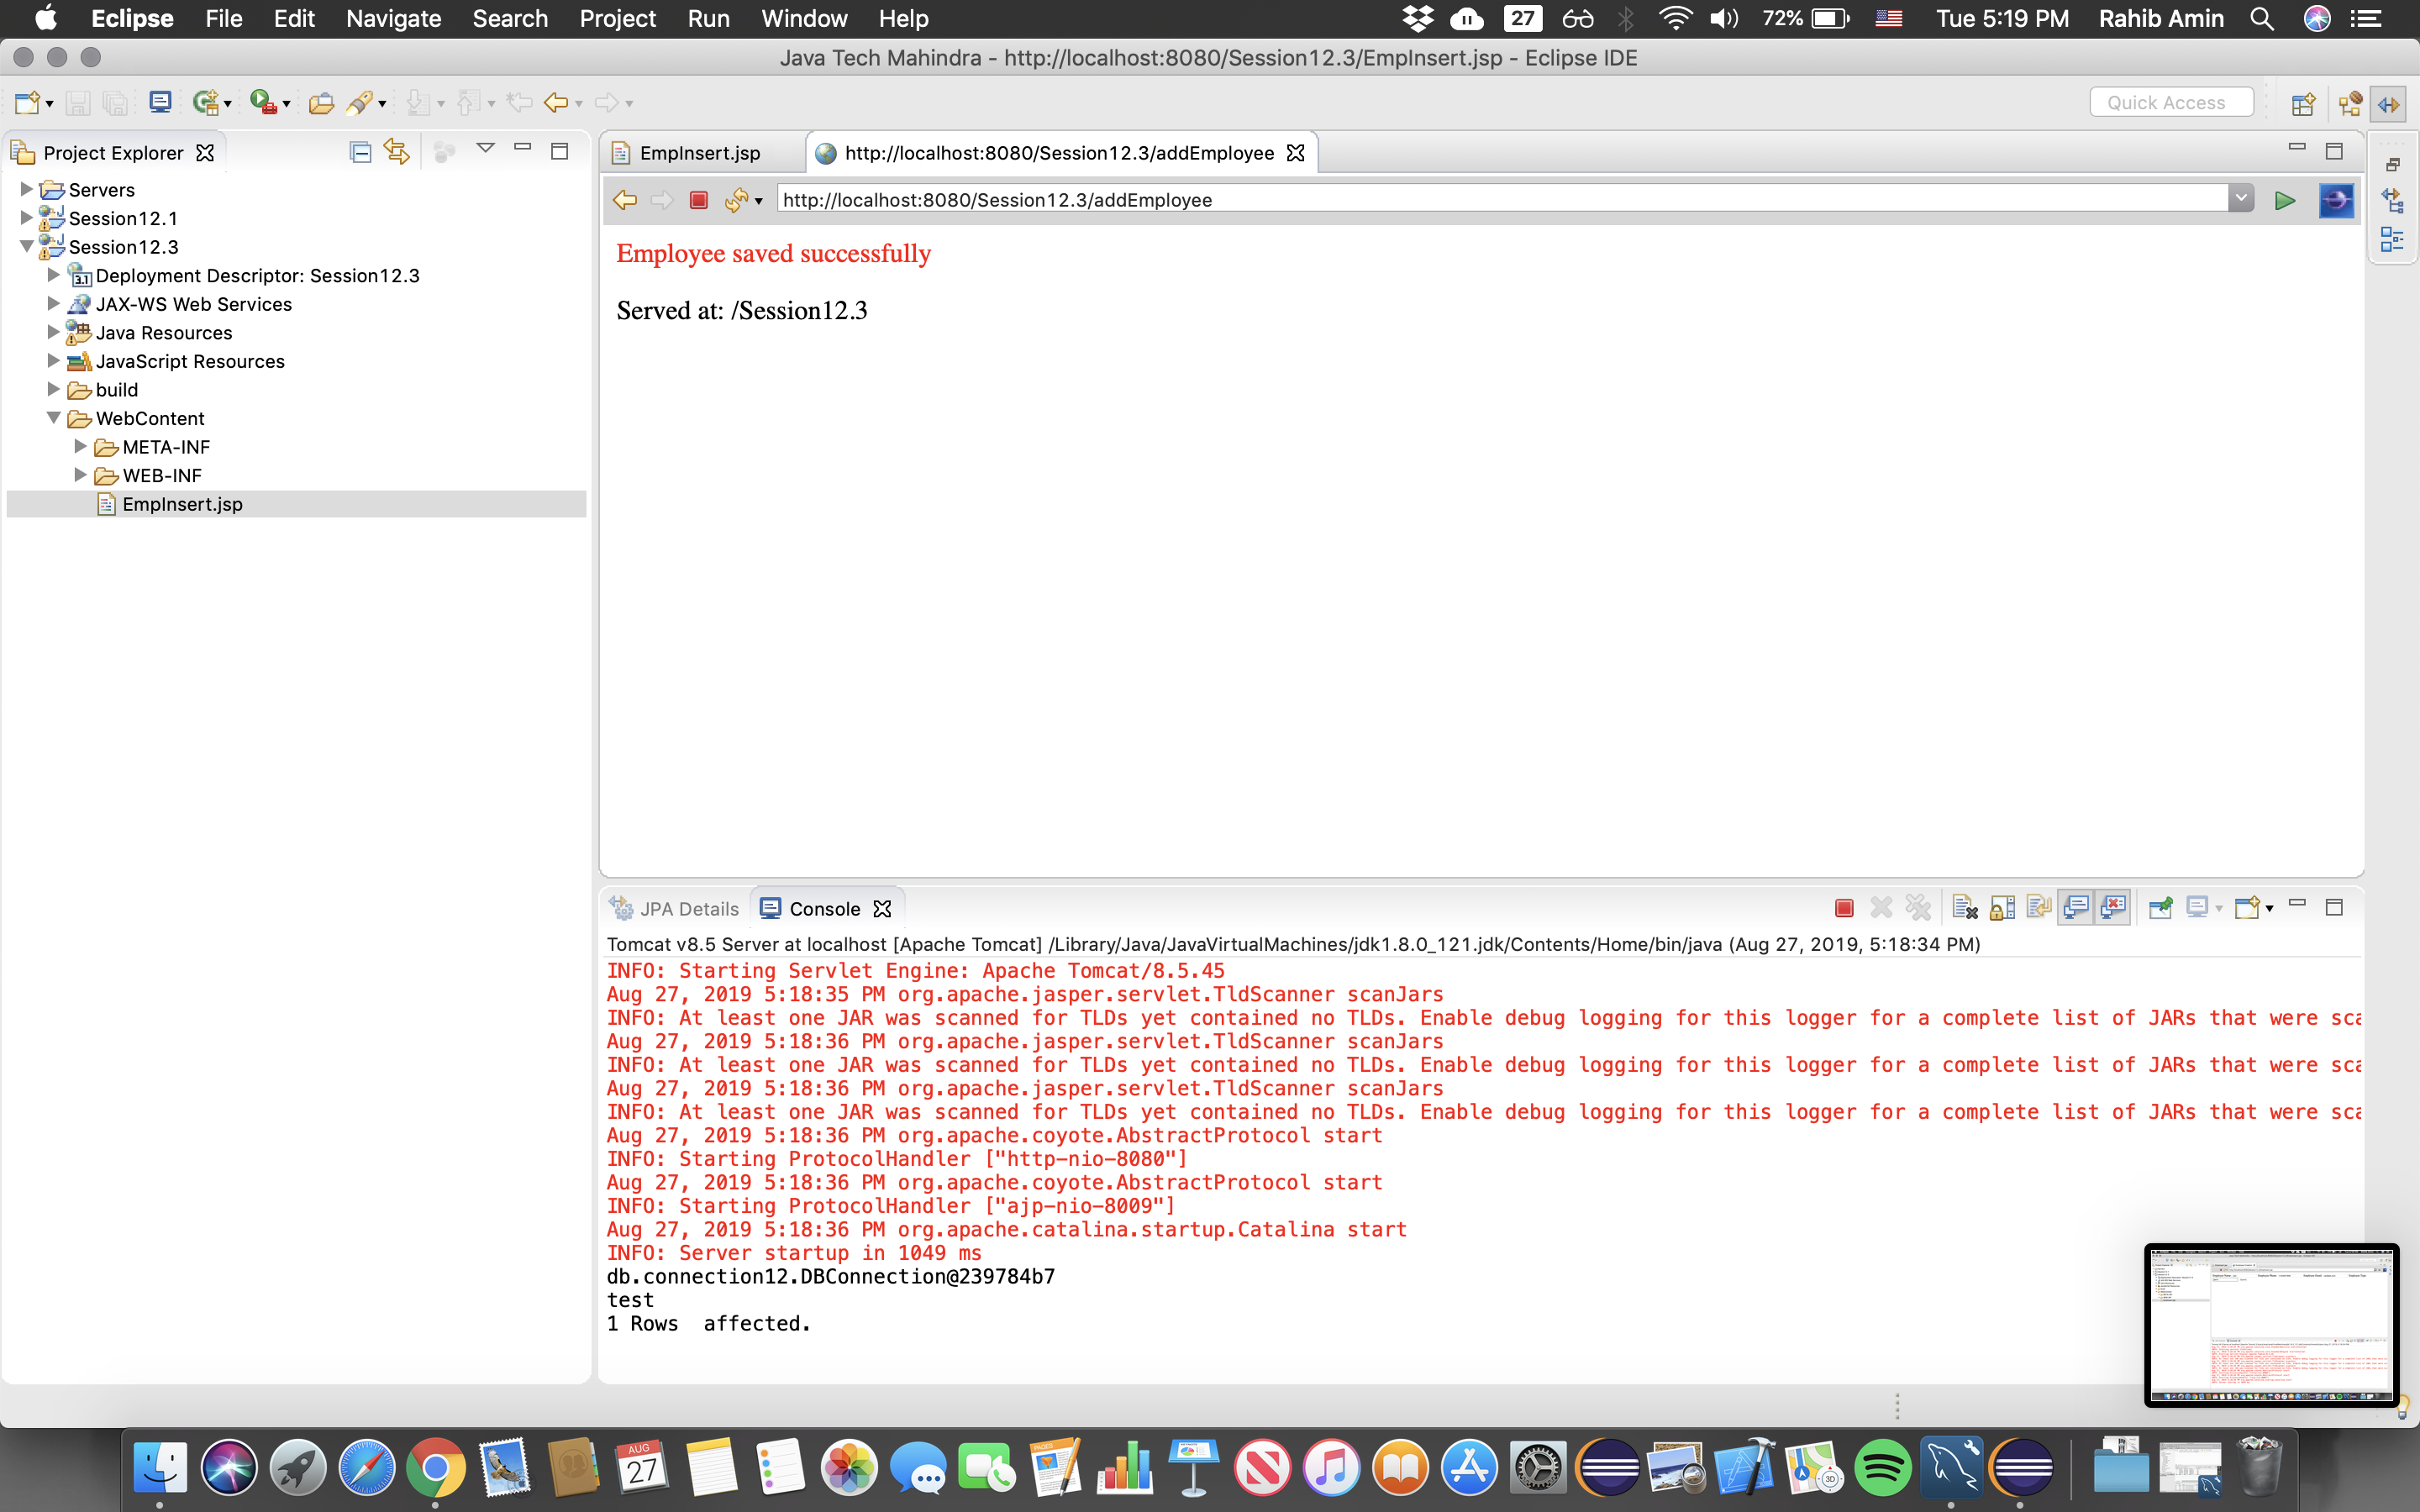 Eclipse File Edit Navigate Search Project Run Window Help 27 72% Tue 5:19 PM Rahib Amin
Java Tech Mahindra - http://localhost:8080/Session12.3/EmpInsert.jsp - Eclipse IDE
Quick Access
Project Explorer
Servers
Session12.1
Session12.3
3.1 Deployment Descriptor: Session12.3
JAX-WS Web Services
Java Resources
JavaScript Resources
build
WebContent
META-INF
WEB-INF
EmpInsert.jsp
EmpInsert.jsp http://localhost:8080/Session12.3/addEmployee
http://localhost:8080/Session12.3/addEmployee
Employee saved successfully
Served at: /Session12.3
JPA Details Console
Tomcat v8.5 Server at localhost [Apache Tomcat] /Library/Java/JavaVirtualMachines/jdk1.8.0_121.jdk/Contents/Home/bin/java (Aug 27, 2019, 5:18:34 PM)
INFO: Starting Servlet Engine: Apache Tomcat/8.5.45
Aug 27, 2019 5:18:35 PM org.apache.jasper.servlet.TldScanner scanJars
INFO: At least one JAR was scanned for TLDs yet contained no TLDs. Enable debug logging for this logger for a complete list of JARs that were sca
Aug 27, 2019 5:18:36 PM org.apache.jasper.servlet.TldScanner scanJars
INFO: At least one JAR was scanned for TLDs yet contained no TLDs. Enable debug logging for this logger for a complete list of JARs that were sca
Aug 27, 2019 5:18:36 PM org.apache.jasper.servlet.TldScanner scanJars
INFO: At least one JAR was scanned for TLDs yet contained no TLDs. Enable debug logging for this logger for a complete list of JARs that were sca
Aug 27, 2019 5:18:36 PM org.apache.coyote.AbstractProtocol start
INFO: Starting ProtocolHandler ["http-nio-8080"]
Aug 27, 2019 5:18:36 PM org.apache.coyote.AbstractProtocol start
INFO: Starting ProtocolHandler ["ajp-nio-8009"]
Aug 27, 2019 5:18:36 PM org.apache.catalina.startup.Catalina start
INFO: Server startup in 1049 ms
db.connection12.DBConnection@239784b7
test
1 Rows  affected.
AUG
27
PAGES
3D